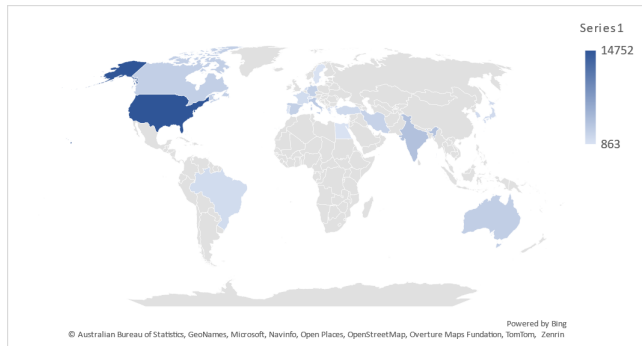 Series1
14752
863
Powered by Bing
© Australian Bureau of Statistics, GeoNames, Microsoft, Navinfo, Open Places, OpenStreetMap, Overture Maps Fundation, TomTom, Zenrin